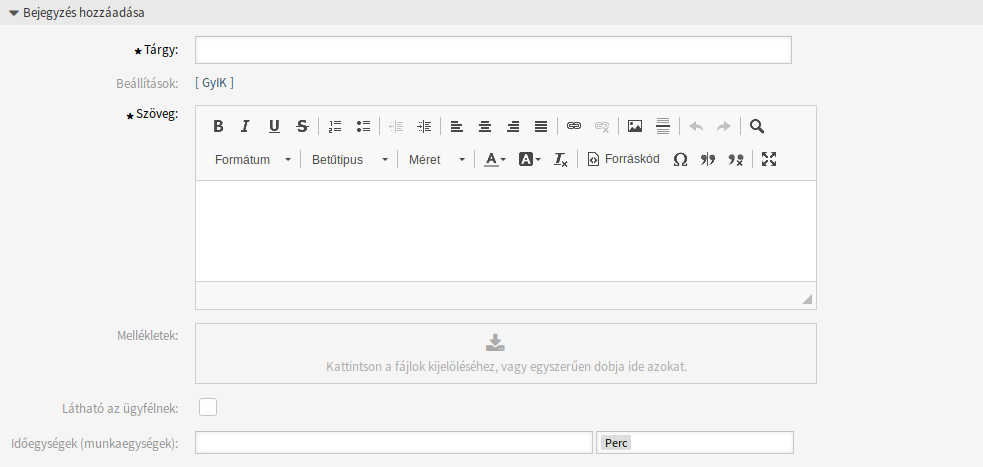 Bejegyzés hozzáadása
★ Tárgy:
Beállítások: [ GyIK ]
★ Szöveg:
B I U S
Formátum Betűtípus Méret A A Tx Forráskód Ω
Mellékletek:
Kattintson a fájlok kijelöléséhez, vagy egyszerűen dobja ide azokat.
Látható az ügyfélnek:
Időegységek (munkaegységek): Perc